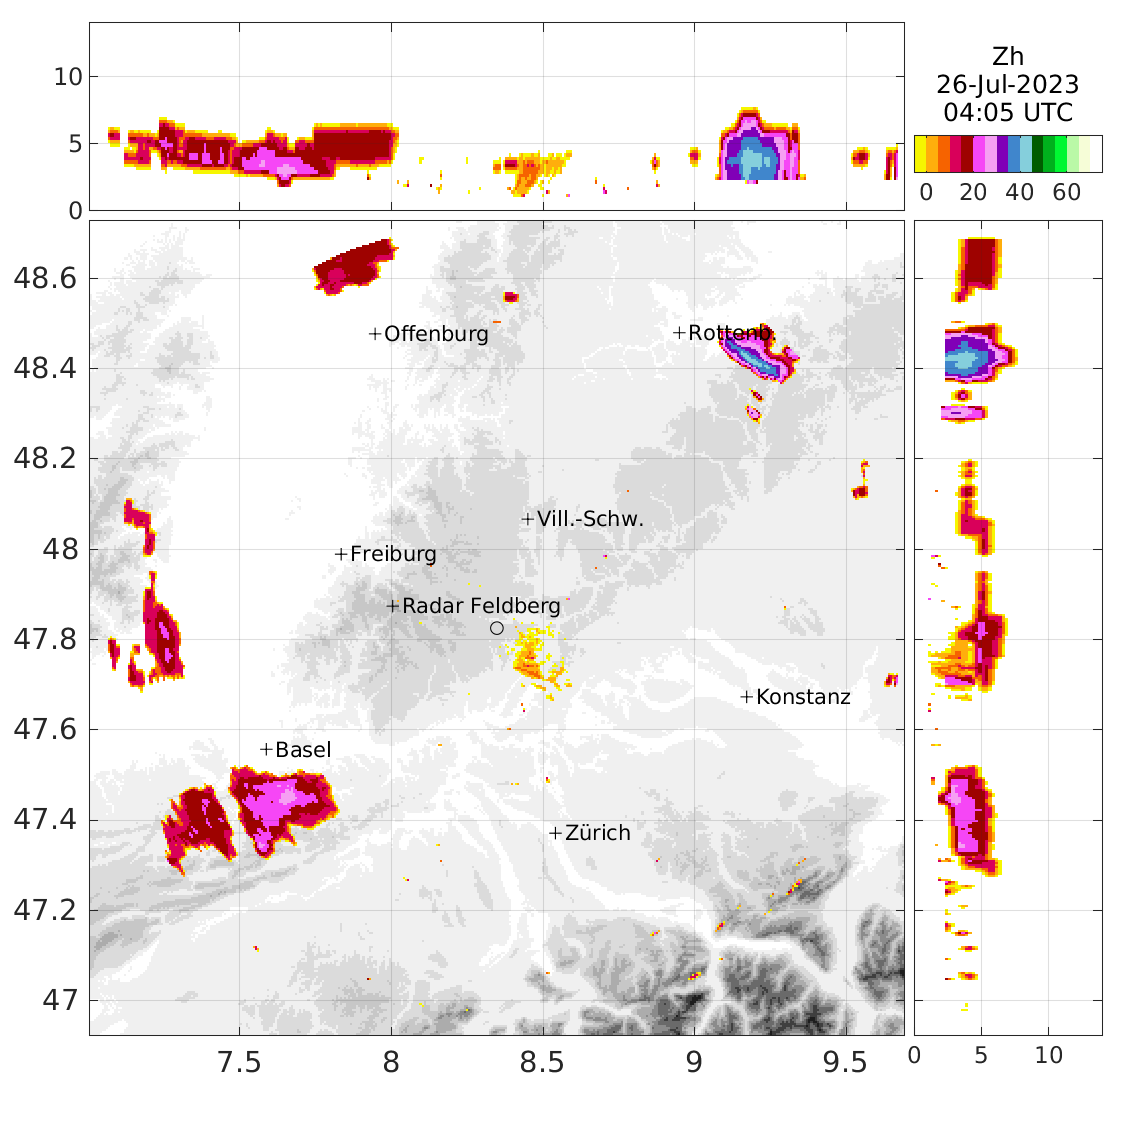 Zh
26-Jul-2023
04:05 UTC
0 20 40 60
10
5
0
48.6
48.4
48.2
48
47.8
47.6
47.4
47.2
47
Offenburg
Rottenb
Vill.-Schw.
Freiburg
Radar Feldberg
Konstanz
Basel
Zürich
7.5 8 8.5 9 9.5
0 5 10